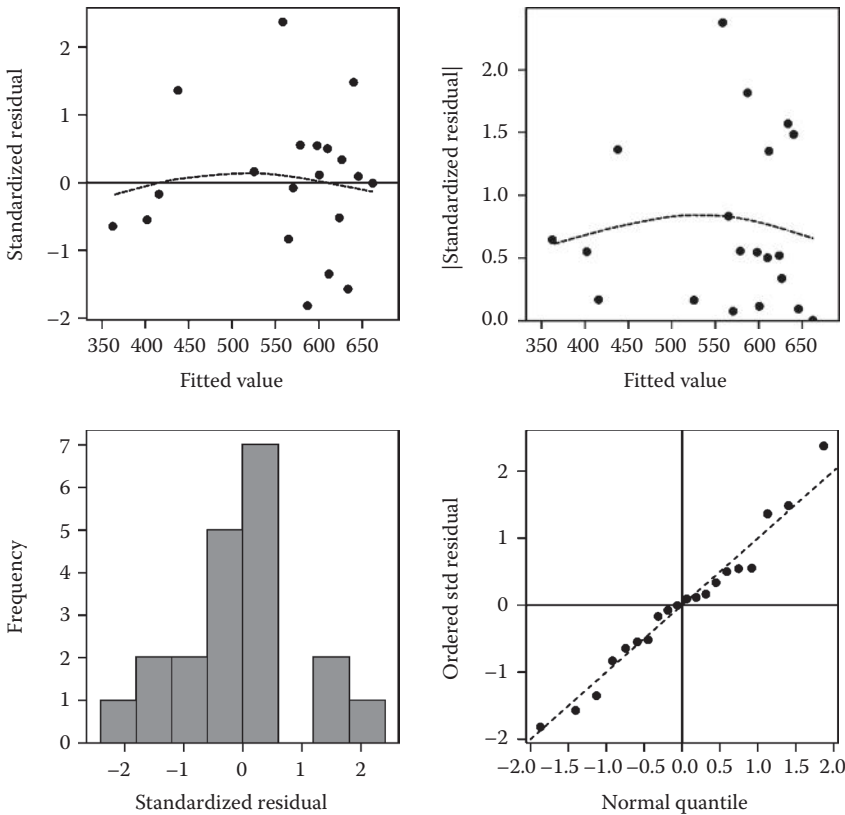 Standardized residual
2
1
0
−1
−2
350 400 450 500 550 600 650
Fitted value
|Standardized residual|
2.0
1.5
1.0
0.5
0.0
350 400 450 500 550 600 650
Fitted value
Frequency
7
6
5
4
3
2
1
0
−2 −1 0 1 2
Standardized residual
Ordered std residual
2
1
0
−1
−2
−2.0 −1.5 −1.0 −0.5 0.0 0.5 1.0 1.5 2.0
Normal quantile